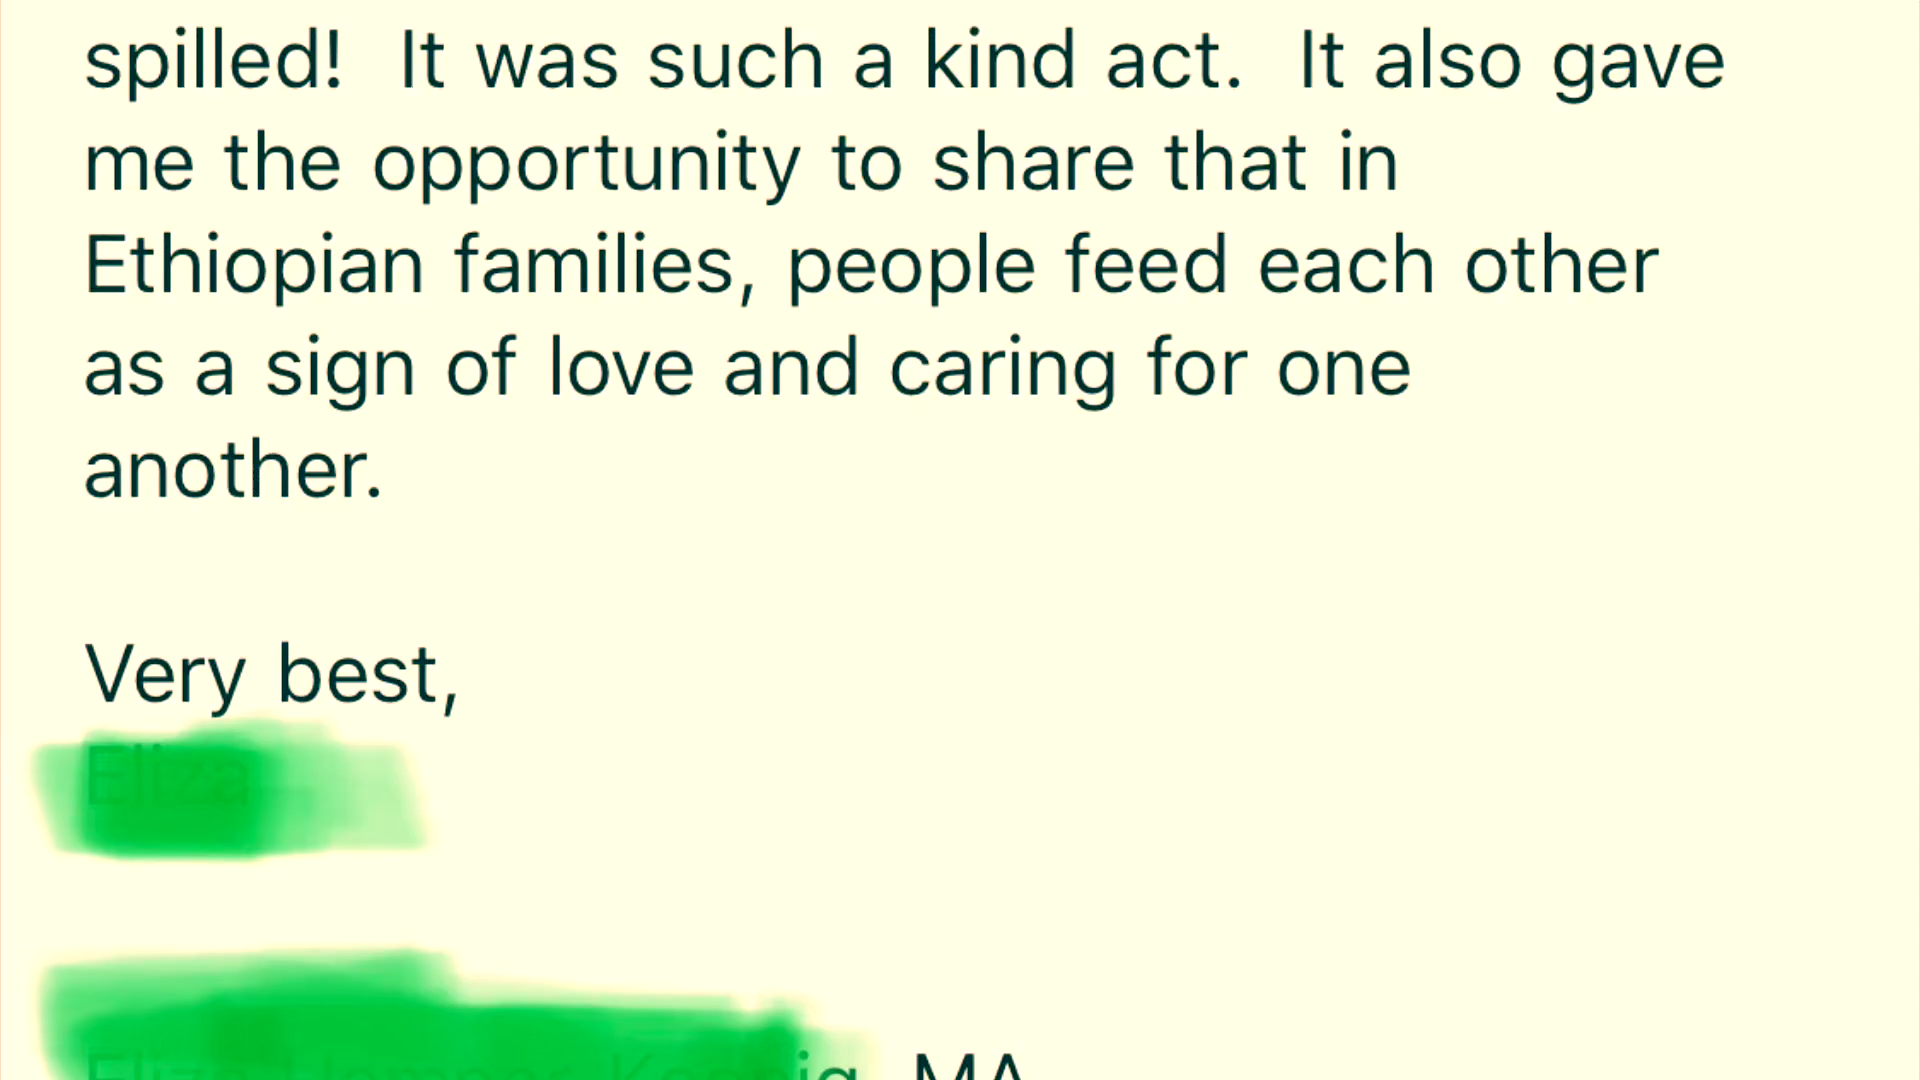 spilled!  It was such a kind act.  It also gave
me the opportunity to share that in
Ethiopian families, people feed each other
as a sign of love and caring for one
another.
Very best,
MA